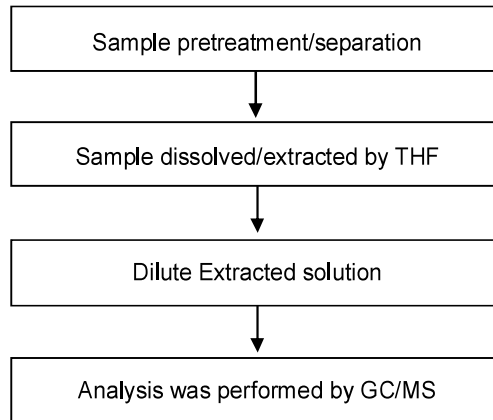 Sample pretreatment/separation
Sample dissolved/extracted by THF
Dilute Extracted solution
Analysis was performed by GC/MS